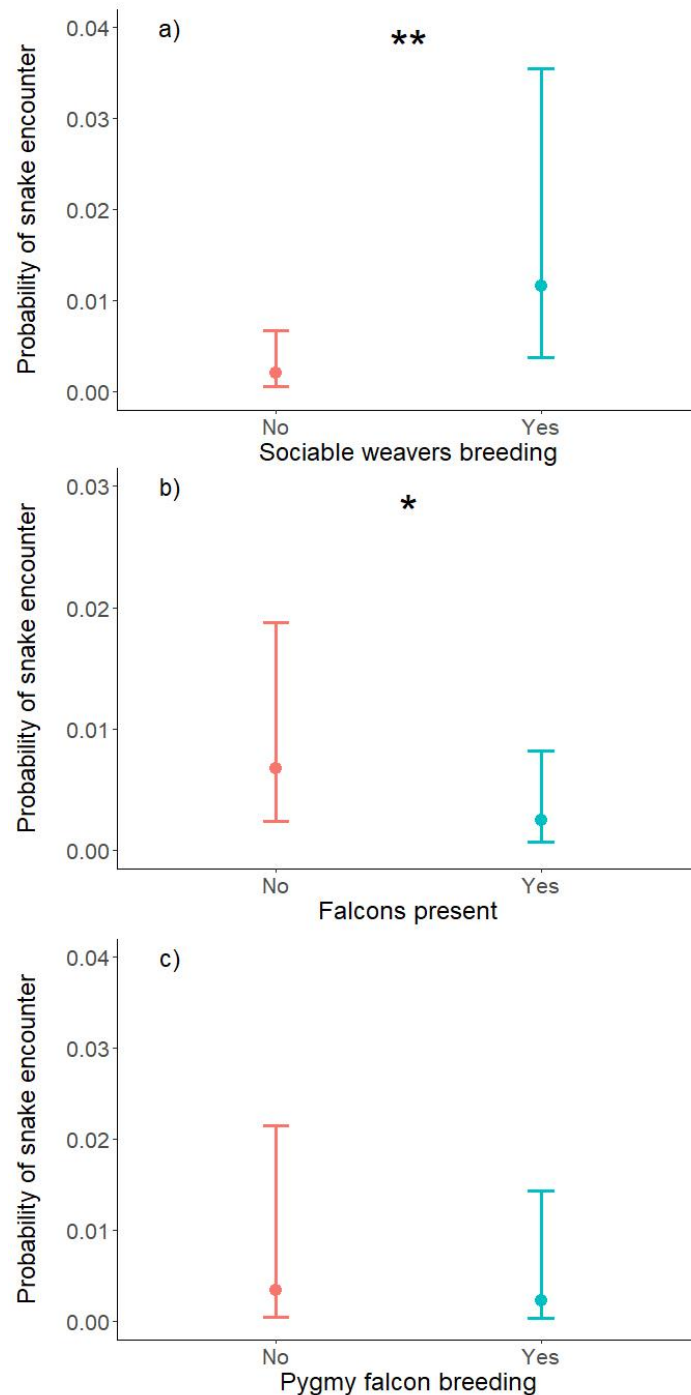 a)
**
Probability of snake encounter
0.04
0.03
0.02
0.01
0.00
No Yes
Sociable weavers breeding
b)
*
Probability of snake encounter
0.03
0.02
0.01
0.00
No Yes
Falcons present
c)
Probability of snake encounter
0.04
0.03
0.02
0.01
0.00
No Yes
Pygmy falcon breeding